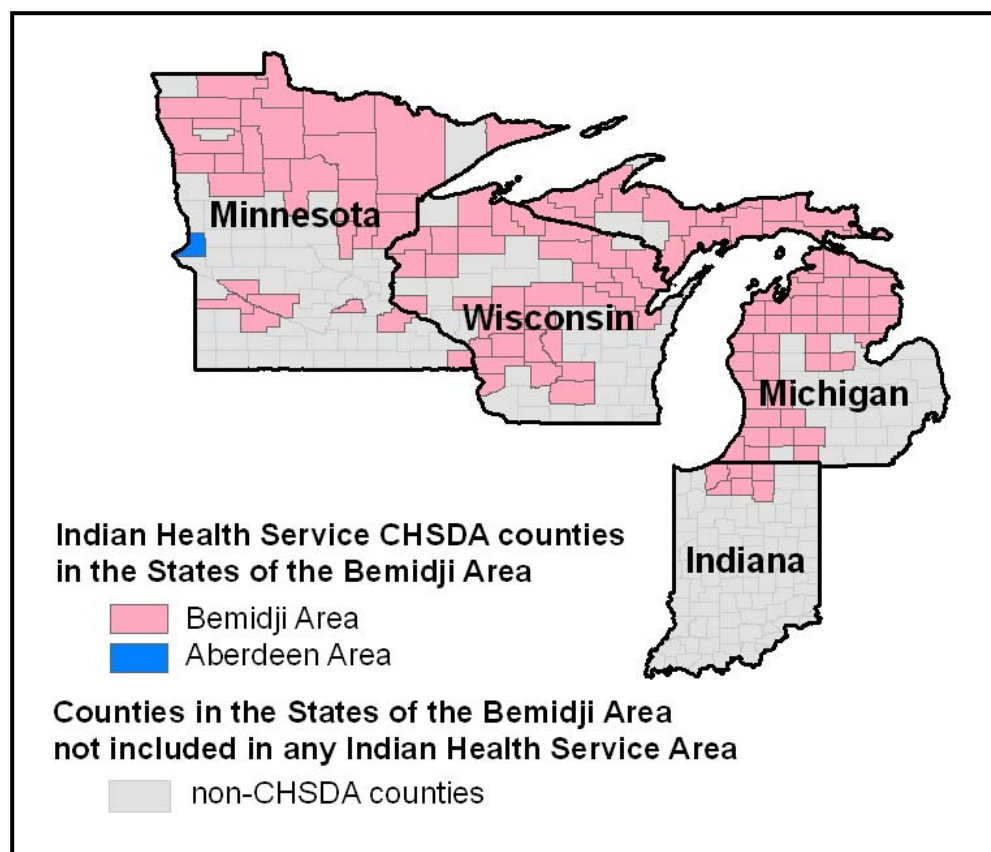 Minnesota
Wisconsin
Michigan
Indiana
Indian Health Service CHSDA counties
in the States of the Bemidji Area
Bemidji Area
Aberdeen Area
Counties in the States of the Bemidji Area
not included in any Indian Health Service Area
non-CHSDA counties